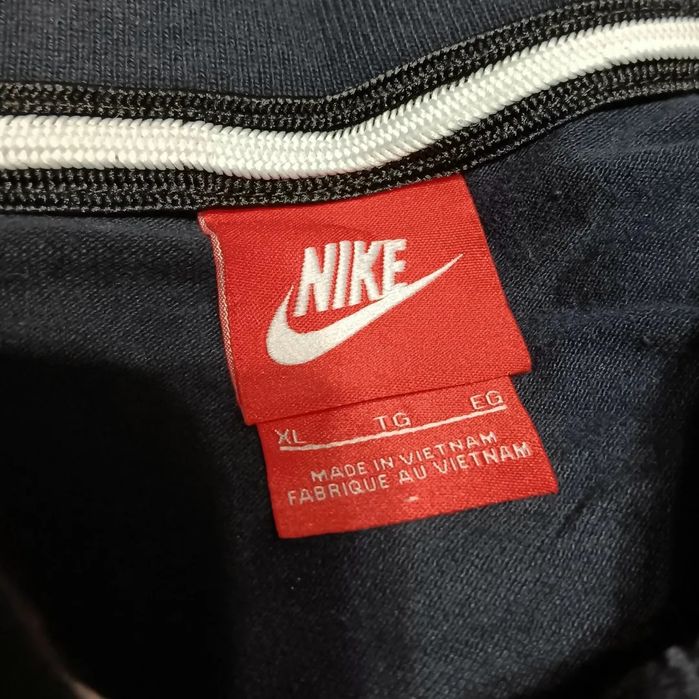 NIKE
XL TG EG
MADE IN VIETNAM
FABRIQUE AU VIETNAM